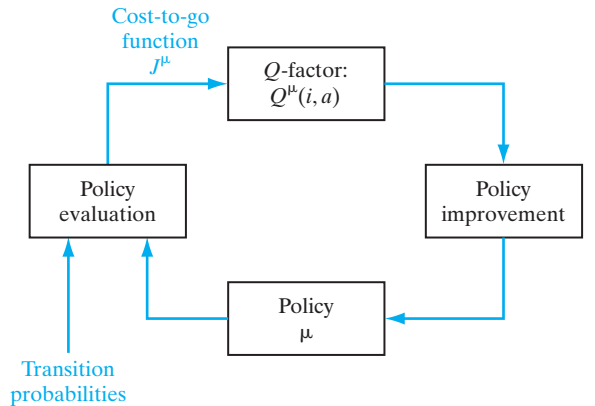 Cost-to-go
function
J^μ
Q-factor:
Q^μ(i, a)
Policy
evaluation
Policy
improvement
Policy
μ
Transition
probabilities